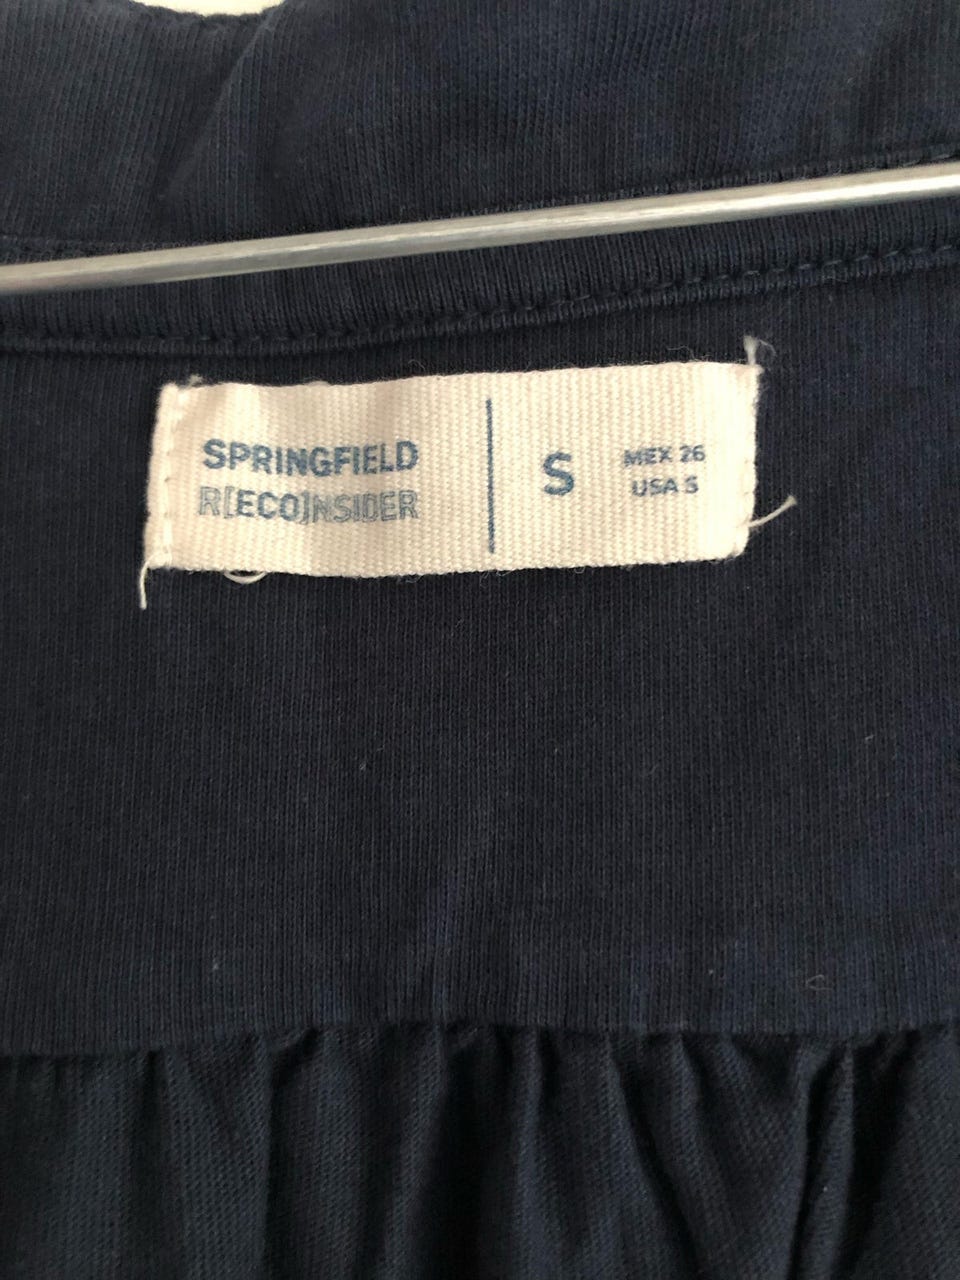 SPRINGFIELD
R[ECO]NSIDER
S
MEX 26
USA S